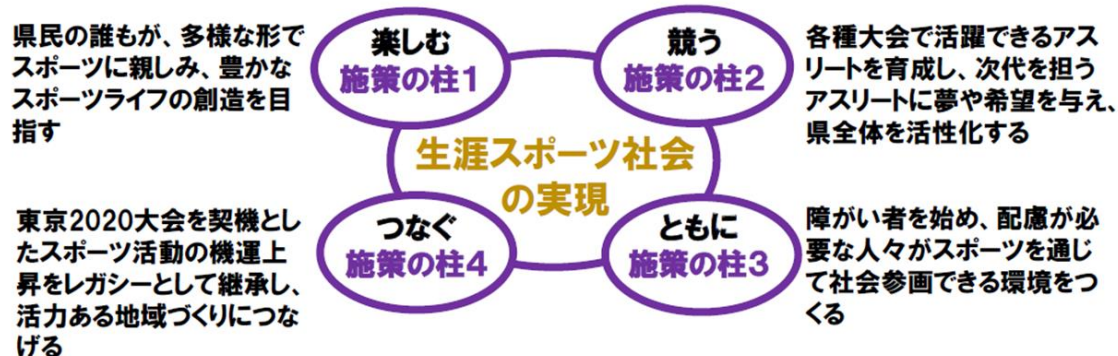 県民の誰もが、多様な形で
スポーツに親しみ、豊かな
スポーツライフの創造を目
指す
楽しむ
施策の柱1
競う
施策の柱2
各種大会で活躍できるアス
リートを育成し、次代を担う
アスリートに夢や希望を与え、
県全体を活性化する
生涯スポーツ社会
の実現
東京2020大会を契機とし
たスポーツ活動の機運上
昇をレガシーとして継承し、
活力ある地域づくりにつな
げる
つなぐ
施策の柱4
ともに
施策の柱3
障がい者を始め、配慮が必
要な人々がスポーツを通じ
て社会参画できる環境をつ
くる